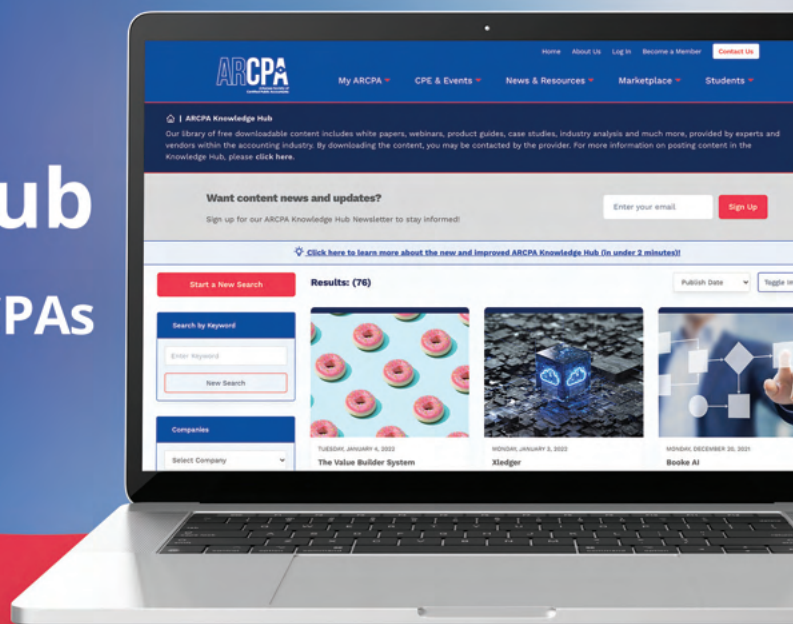 ub
PAs
ARCPA
Home About Us Log In Become a Member Contact Us
My ARCPA CPE & Events News & Resources Marketplace Students
| ARCPA Knowledge Hub
Our library of free downloadable content includes white papers, webinars, product guides, case studies, industry analysis and much more, provided by experts and
vendors within the accounting industry. By downloading the content, you may be contacted by the provider. For more information on posting content in the
Knowledge Hub, please click here.
Want content news and updates?
Sign up for our ARCPA Knowledge Hub Newsletter to stay informed!
Enter your email
Sign Up
Click here to learn more about the new and improved ARCPA Knowledge Hub (in under 2 minutes)!
Start a New Search
Results: (76)
Publish Date
Toggle
Search by Keyword
Enter Keyword
New Search
Companies
Select Company
TUESDAY, JANUARY 4, 2022
The Value Builder System
MONDAY, JANUARY 3, 2022
Xledger
MONDAY, DECEMBER 20, 2021
Booke AI